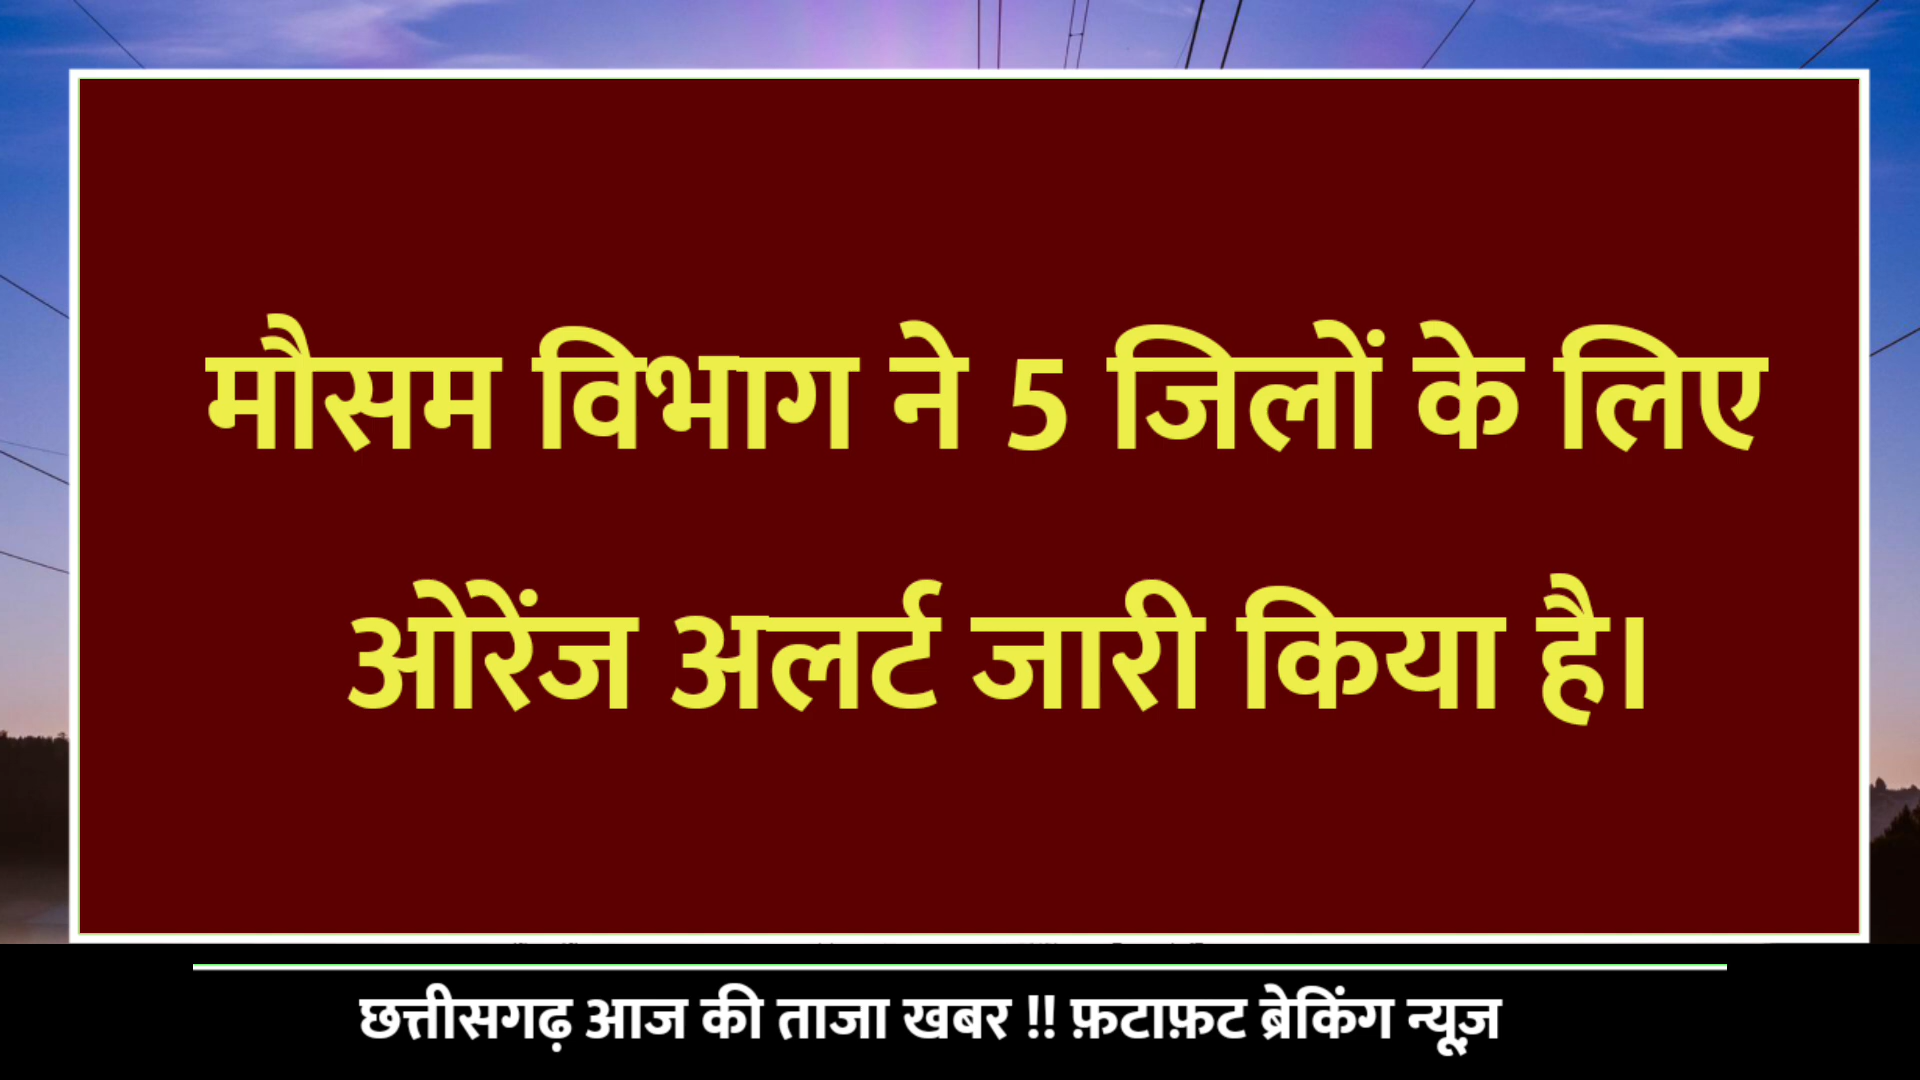 मौसम विभाग ने 5 जिलों के लिए
ओरेंज अलर्ट जारी किया है।
छत्तीसगढ़ आज की ताजा खबर !! फ़टाफ़ट ब्रेकिंग न्यूज़